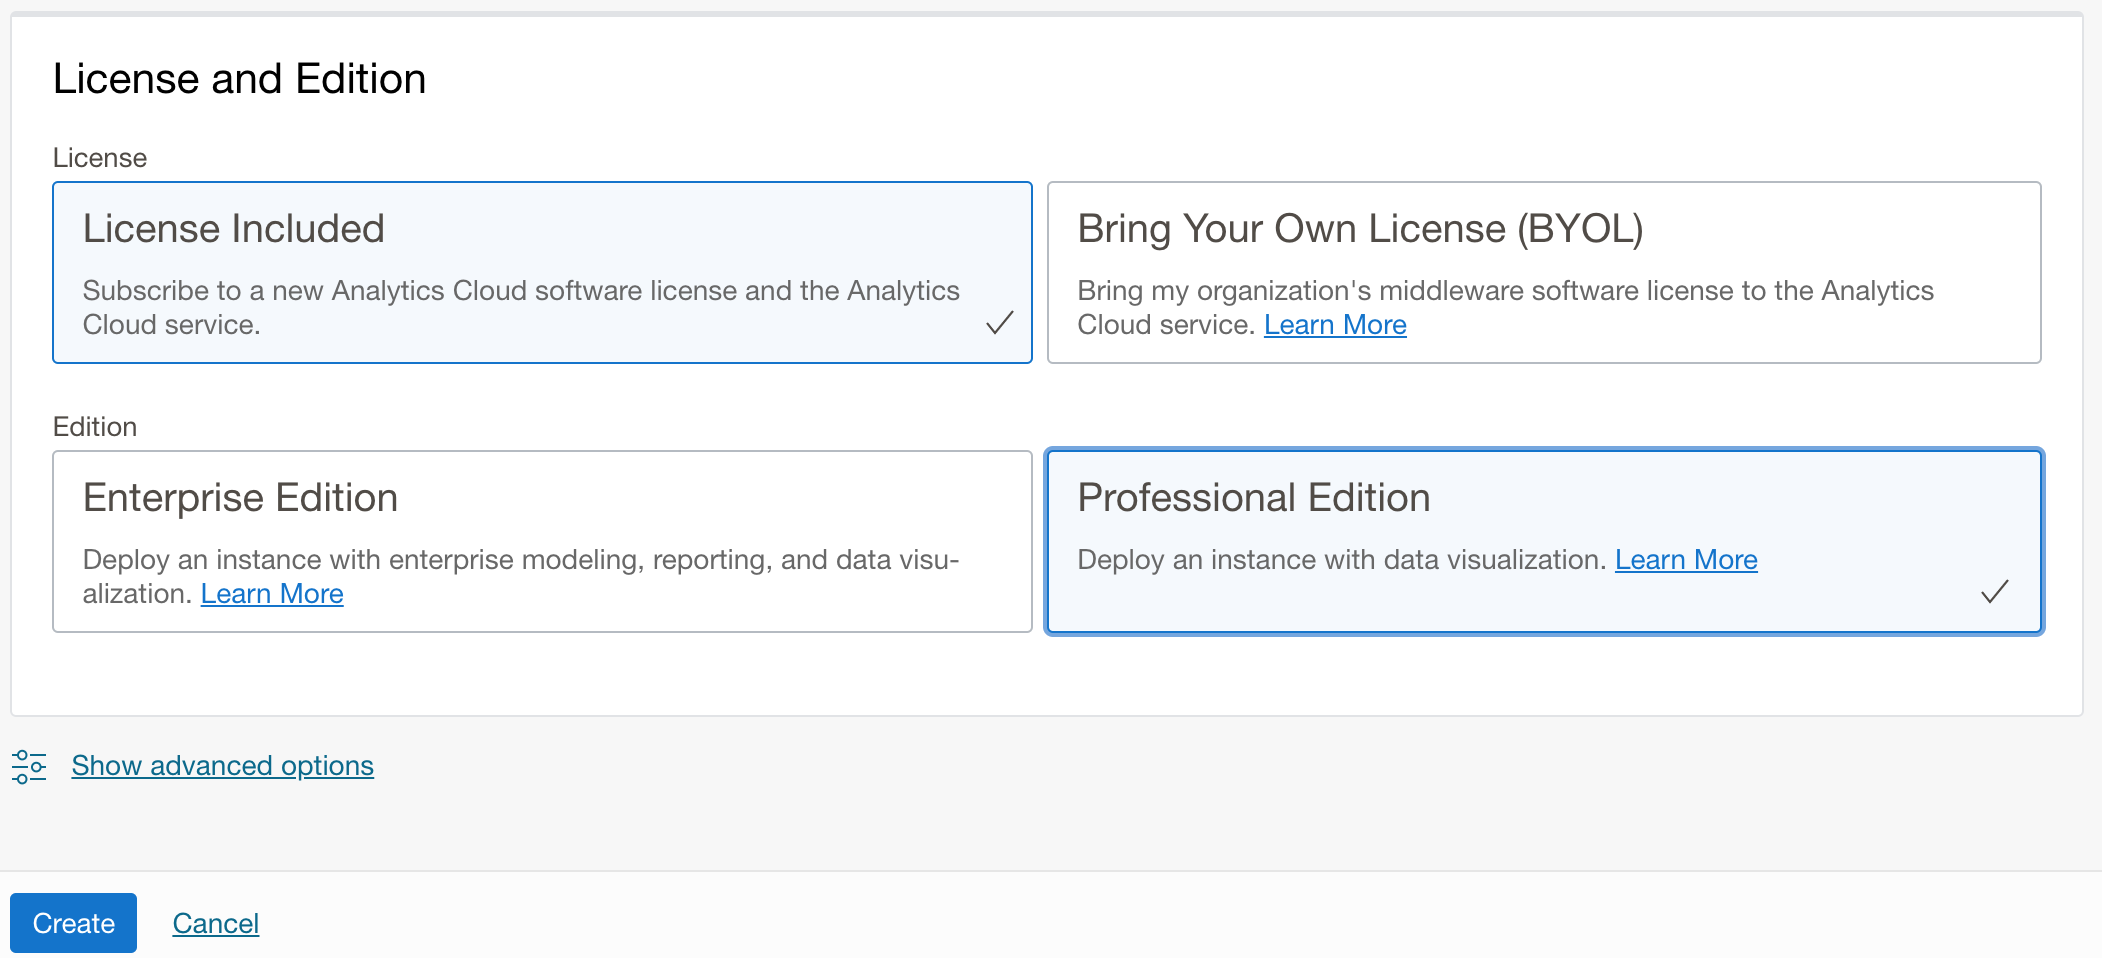 License and Edition
License
License Included
Subscribe to a new Analytics Cloud software license and the Analytics
Cloud service.
Bring Your Own License (BYOL)
Bring my organization's middleware software license to the Analytics
Cloud service. Learn More
Edition
Enterprise Edition
Deploy an instance with enterprise modeling, reporting, and data visu-
alization. Learn More
Professional Edition
Deploy an instance with data visualization. Learn More
Show advanced options
Create
Cancel